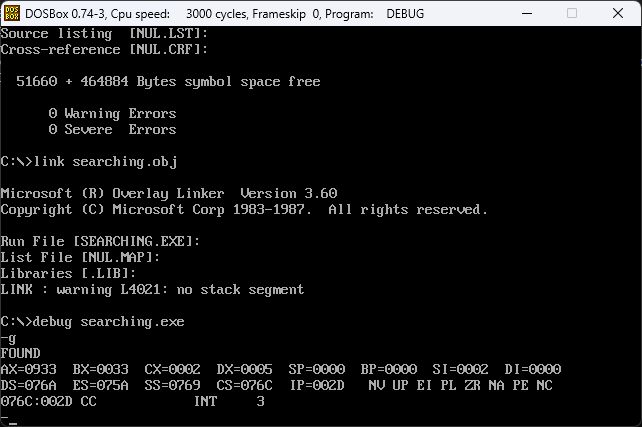 DOSBox 0.74-3, Cpu speed:    3000 cycles, Frameskip  0, Program:    DEBUG
Source listing  [NUL.LST]:
Cross-reference [NUL.CRF]:
  51660 + 464884 Bytes symbol space free
      0 Warning Errors
      0 Severe  Errors
C:\>link searching.obj
Microsoft (R) Overlay Linker  Version 3.60
Copyright (C) Microsoft Corp 1983-1987.  All rights reserved.
Run File [SEARCHING.EXE]:
List File [NUL.MAP]:
Libraries [.LIB]:
LINK : warning L4021: no stack segment
C:\>debug searching.exe
-g
FOUND
AX=0933  BX=0033  CX=0002  DX=0005  SP=0000  BP=0000  SI=0002  DI=0000
DS=076A  ES=075A  SS=0769  CS=076C  IP=002D   NV UP EI PL ZR NA PE NC
076C:002D CC            INT     3
-_